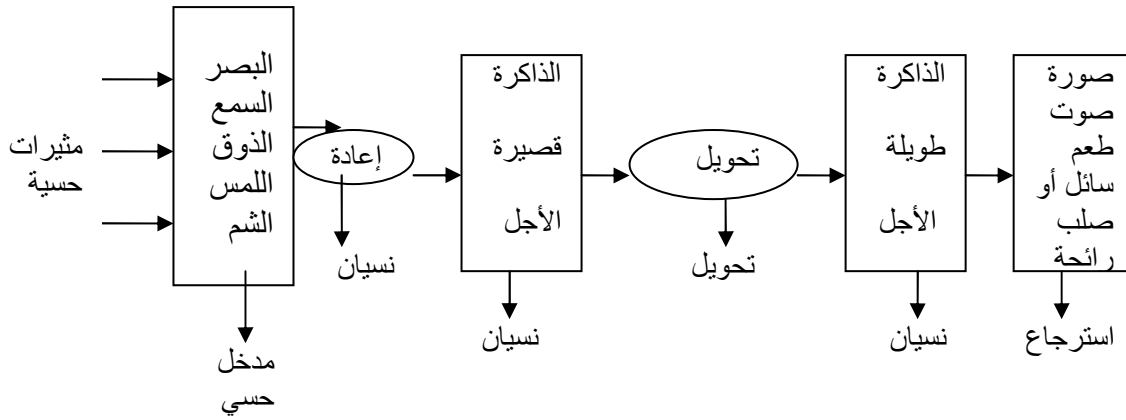 مثيرات
حسية
البصر
السمع
الذوق
اللمس
الشم
مدخل
حسي
إعادة
نسيان
الذاكرة
قصيرة
الأجل
نسيان
تحويل
تحويل
الذاكرة
طويلة
الأجل
نسيان
صورة
صوت
طعم
سائل أو
صلب
رائحة
استرجاع